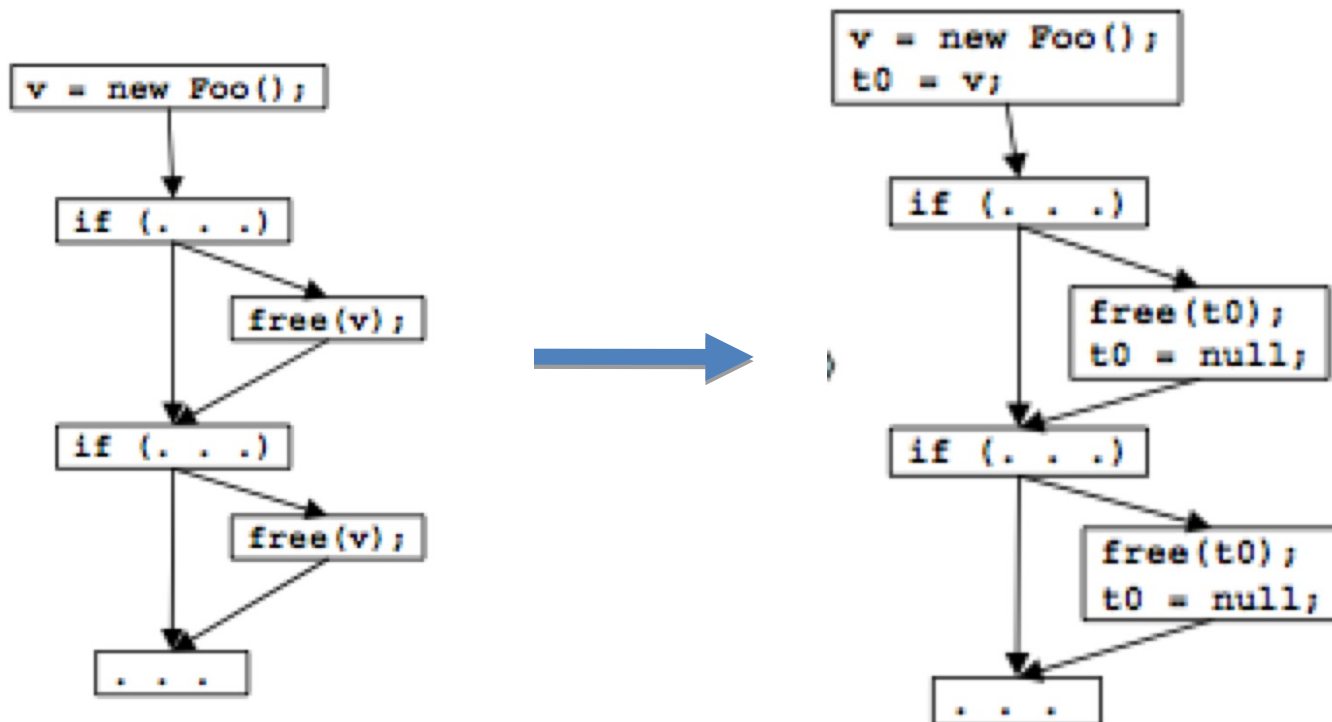 v = new Foo();
if (. . .)
free(v);
if (. . .)
free(v);
. . .
v = new Foo();
t0 = v;
if (. . .)
free(t0);
t0 = null;
if (. . .)
free(t0);
t0 = null;
. . .